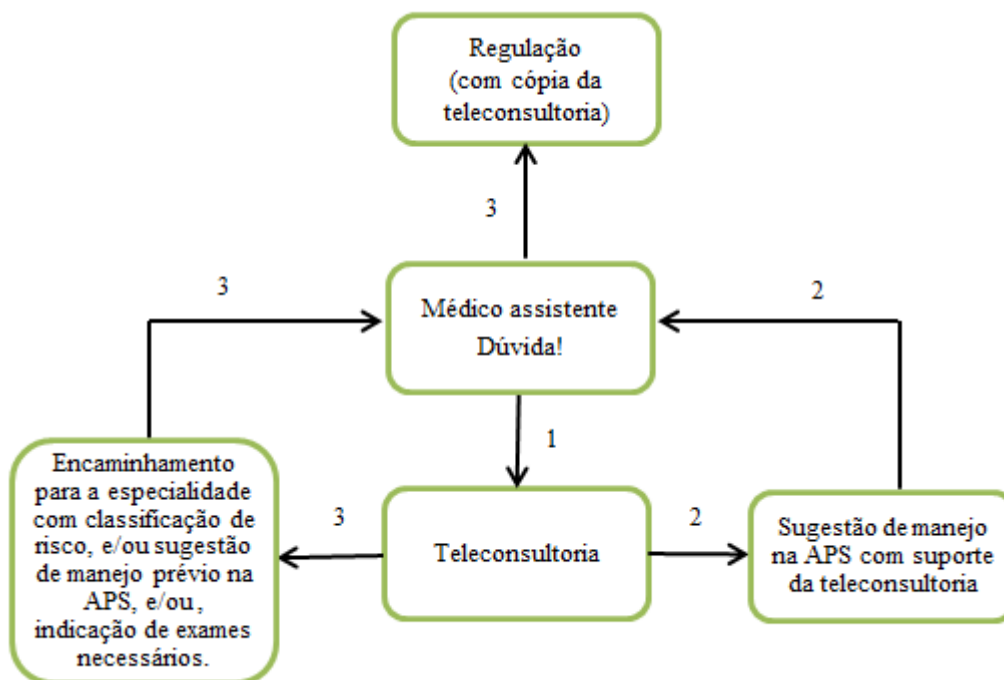 Regulação
(com cópia da
teleconsultoria)
3
3
2
Médico assistente
Dúvida!
1
Encaminhamento
para a especialidade
com classificação de
risco, e/ou sugestão
de manejo prévio na
APS, e/ou ,
indicação de exames
necessários.
3
Teleconsultoria
2
Sugestão de manejo
na APS com suporte
da teleconsultoria